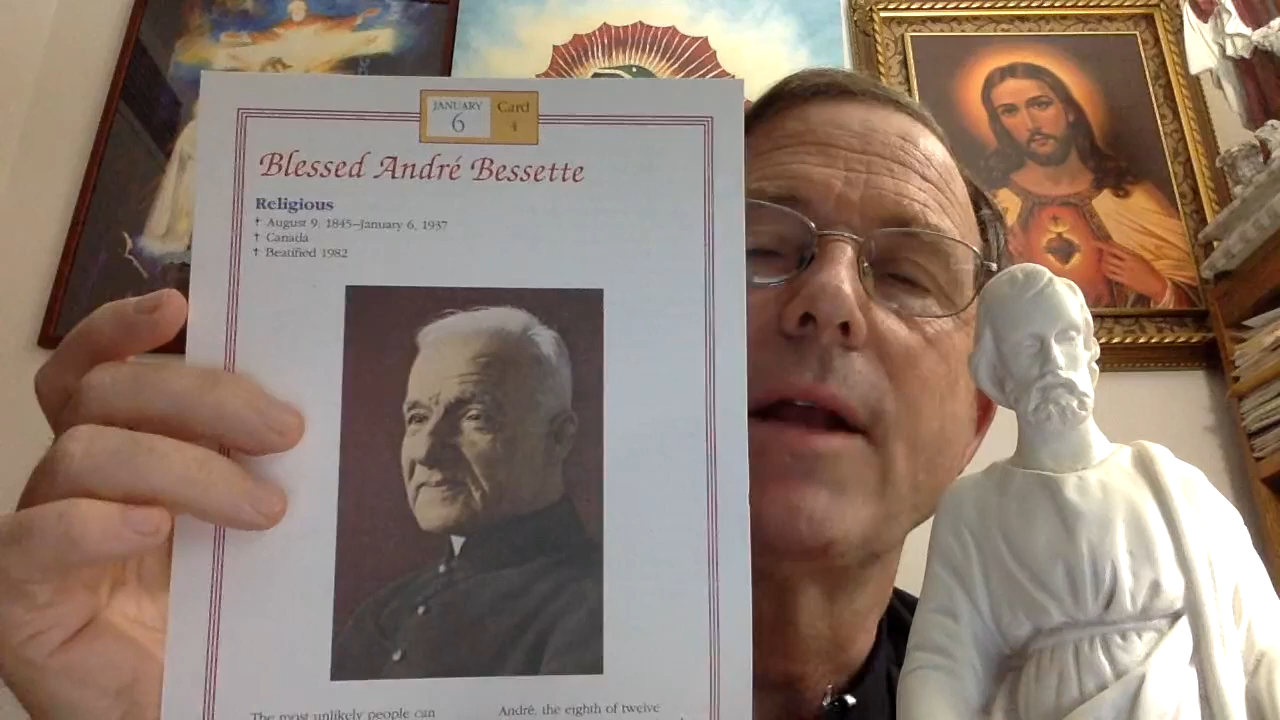 JANUARY
6
Card
4
Blessed André Bessette
Religious
† August 9, 1845–January 6, 1937
† Canada
† Beatified 1982
The most unlikely people can
André, the eighth of twelve